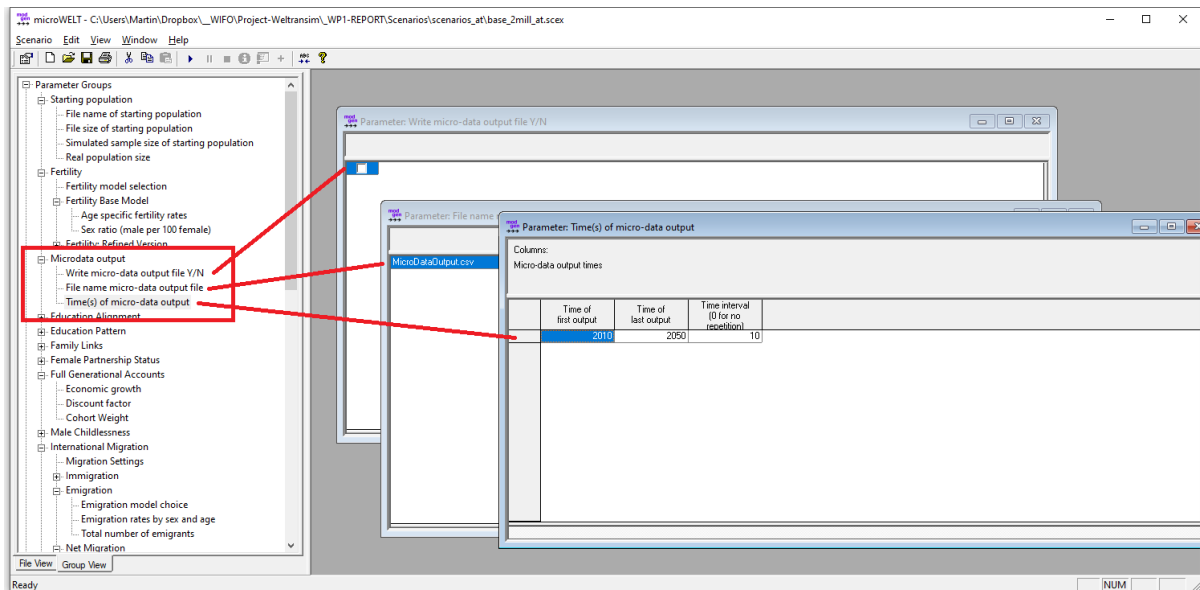 microWELT - C:\Users\Martin\Dropbox\__WIFO\Project-Weltransim\_WP1-REPORT\Scenarios\scenarios_at\base_2mill_at.scex
Scenario Edit View Window Help
Parameter Groups
Starting population
File name of starting population
File size of starting population
Simulated sample size of starting population
Real population size
Fertility
Fertility model selection
Fertility Base Model
Age specific fertility rates
Sex ratio (male per 100 female)
Fertility: Refined Version
Microdata output
Write micro-data output file Y/N
File name micro-data output file
Time(s) of micro-data output
Education Alignment
Education Pattern
Family Links
Female Partnership Status
Full Generational Accounts
Economic growth
Discount factor
Cohort Weight
Male Childlessness
International Migration
Migration Settings
Immigration
Emigration
Emigration model choice
Emigration rates by sex and age
Total number of emigrants
Net Migration
File View Group View
Ready
NUM
mod gen
Parameter: Write micro-data output file Y/N
mod gen
Parameter: File name
MicroDataOutput.csv
mod gen
Parameter: Time(s) of micro-data output
Columns:
Micro-data output times
Time of first output
Time of last output
Time interval (0 for no repetition)
2010 2050 10